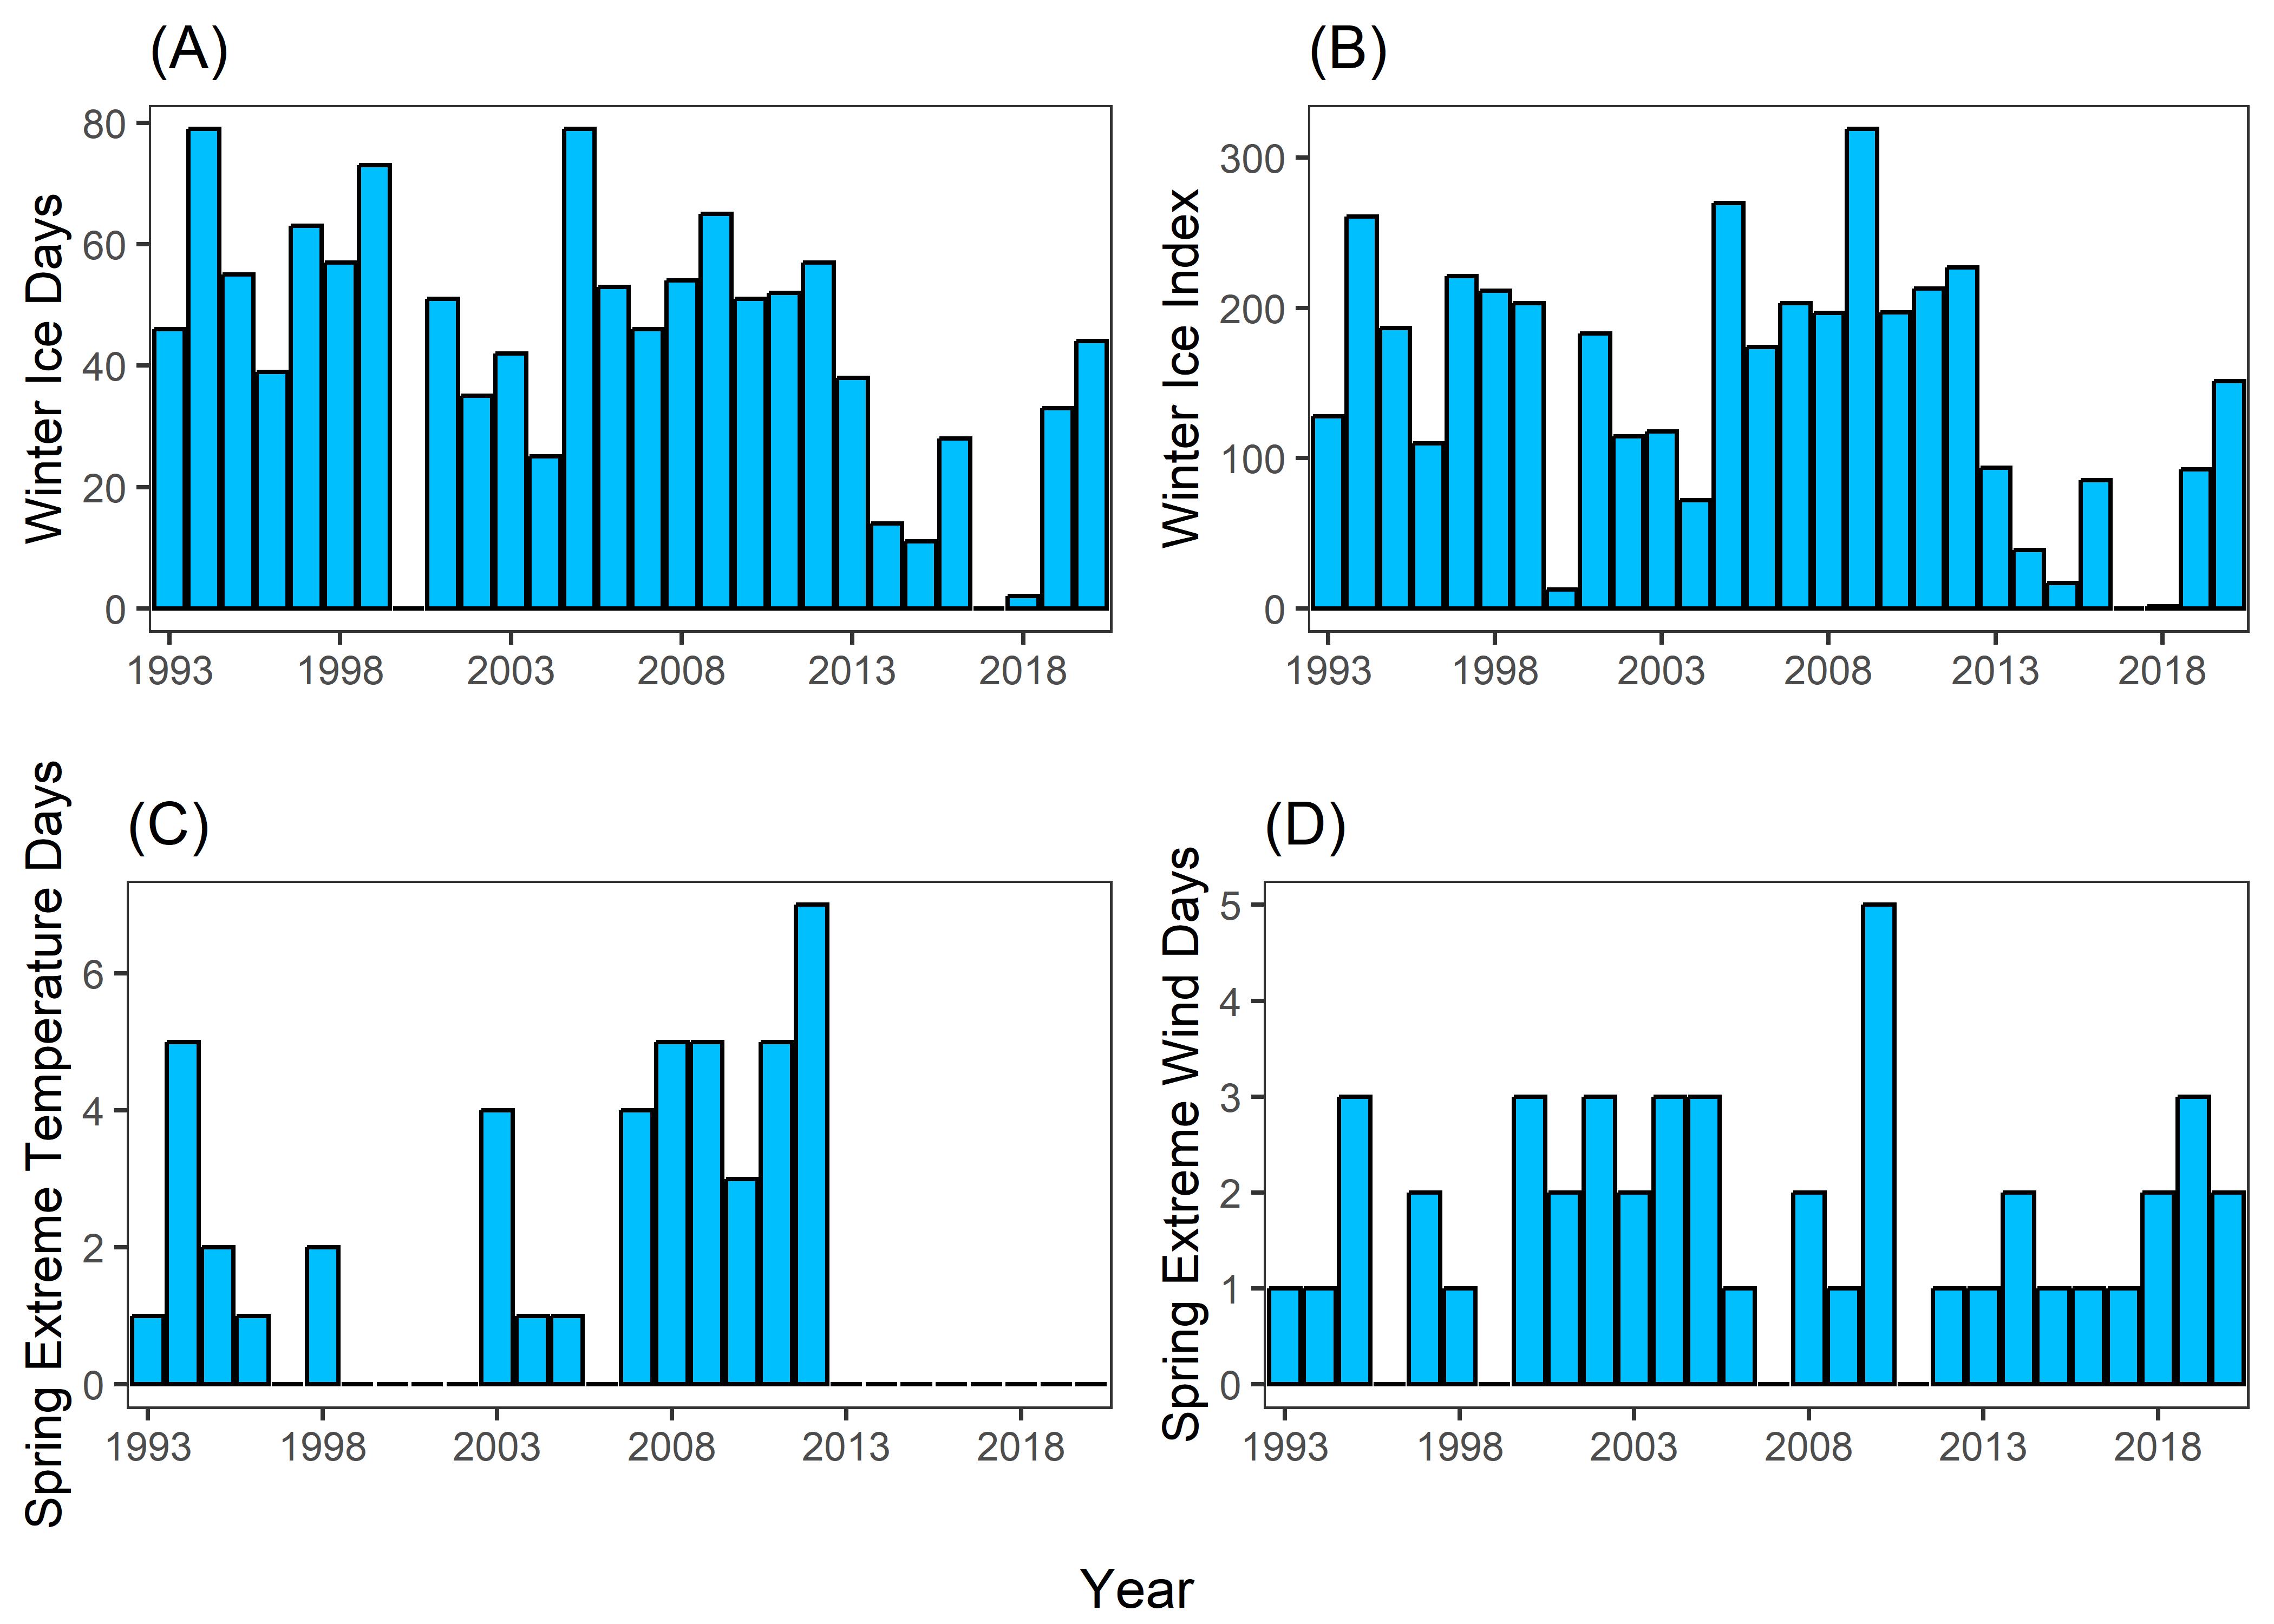 (A)
Winter Ice Days
80
60
40
20
0
1993 1998 2003 2008 2013 2018
(B)
Winter Ice Index
300
200
100
0
1993 1998 2003 2008 2013 2018
(C)
Spring Extreme Temperature Days
6
4
2
0
1993 1998 2003 2008 2013 2018
(D)
Spring Extreme Wind Days
5
4
3
2
1
0
1993 1998 2003 2008 2013 2018
Year